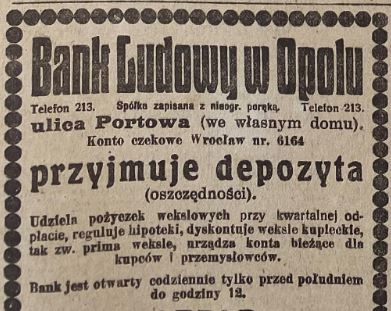 Bank Ludowy w Opolu
Telefon 213. Spółka zapisana z nieogr. poręką. Telefon 213.
ulica Portowa (we własnym domu).
Konto czekowe Wrocław nr. 6164
przyjmuje depozyta
(oszczędności).
Udziela pożyczek wekslowych przy kwartalnej od-
płacie, reguluje hipoteki, dyskontuje weksle kupieckie,
tak zw. prima weksle, urządza konta bieżące dla
kupców i przemysłowców.
Bank jest otwarty codziennie tylko przed południem
do godziny 12.